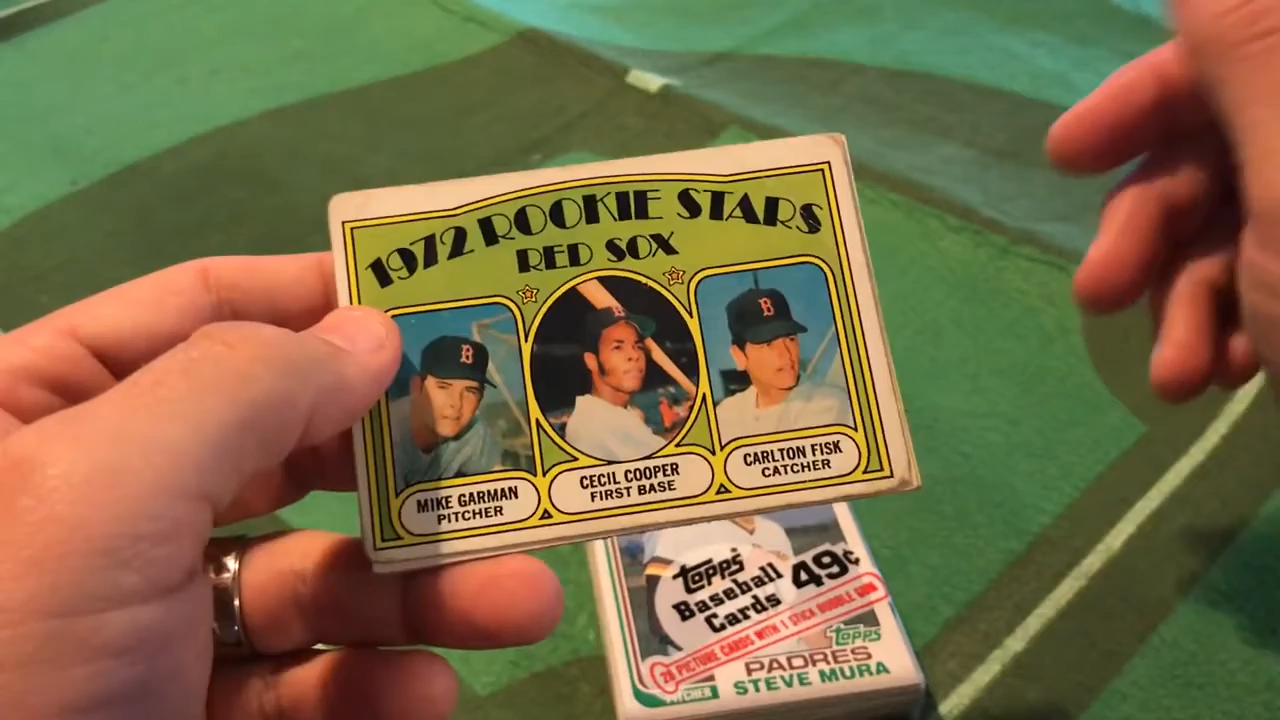 1972 ROOKIE STARS
RED SOX
B
B
B
MIKE GARMAN
PITCHER
CECIL COOPER
FIRST BASE
CARLTON FISK
CATCHER
TOPPS
Baseball
Cards
49¢
28 PICTURE CARDS WITH 1 STICK BUBBLE GUM
TOPPS
PADRES
PITCHER
STEVE MURA